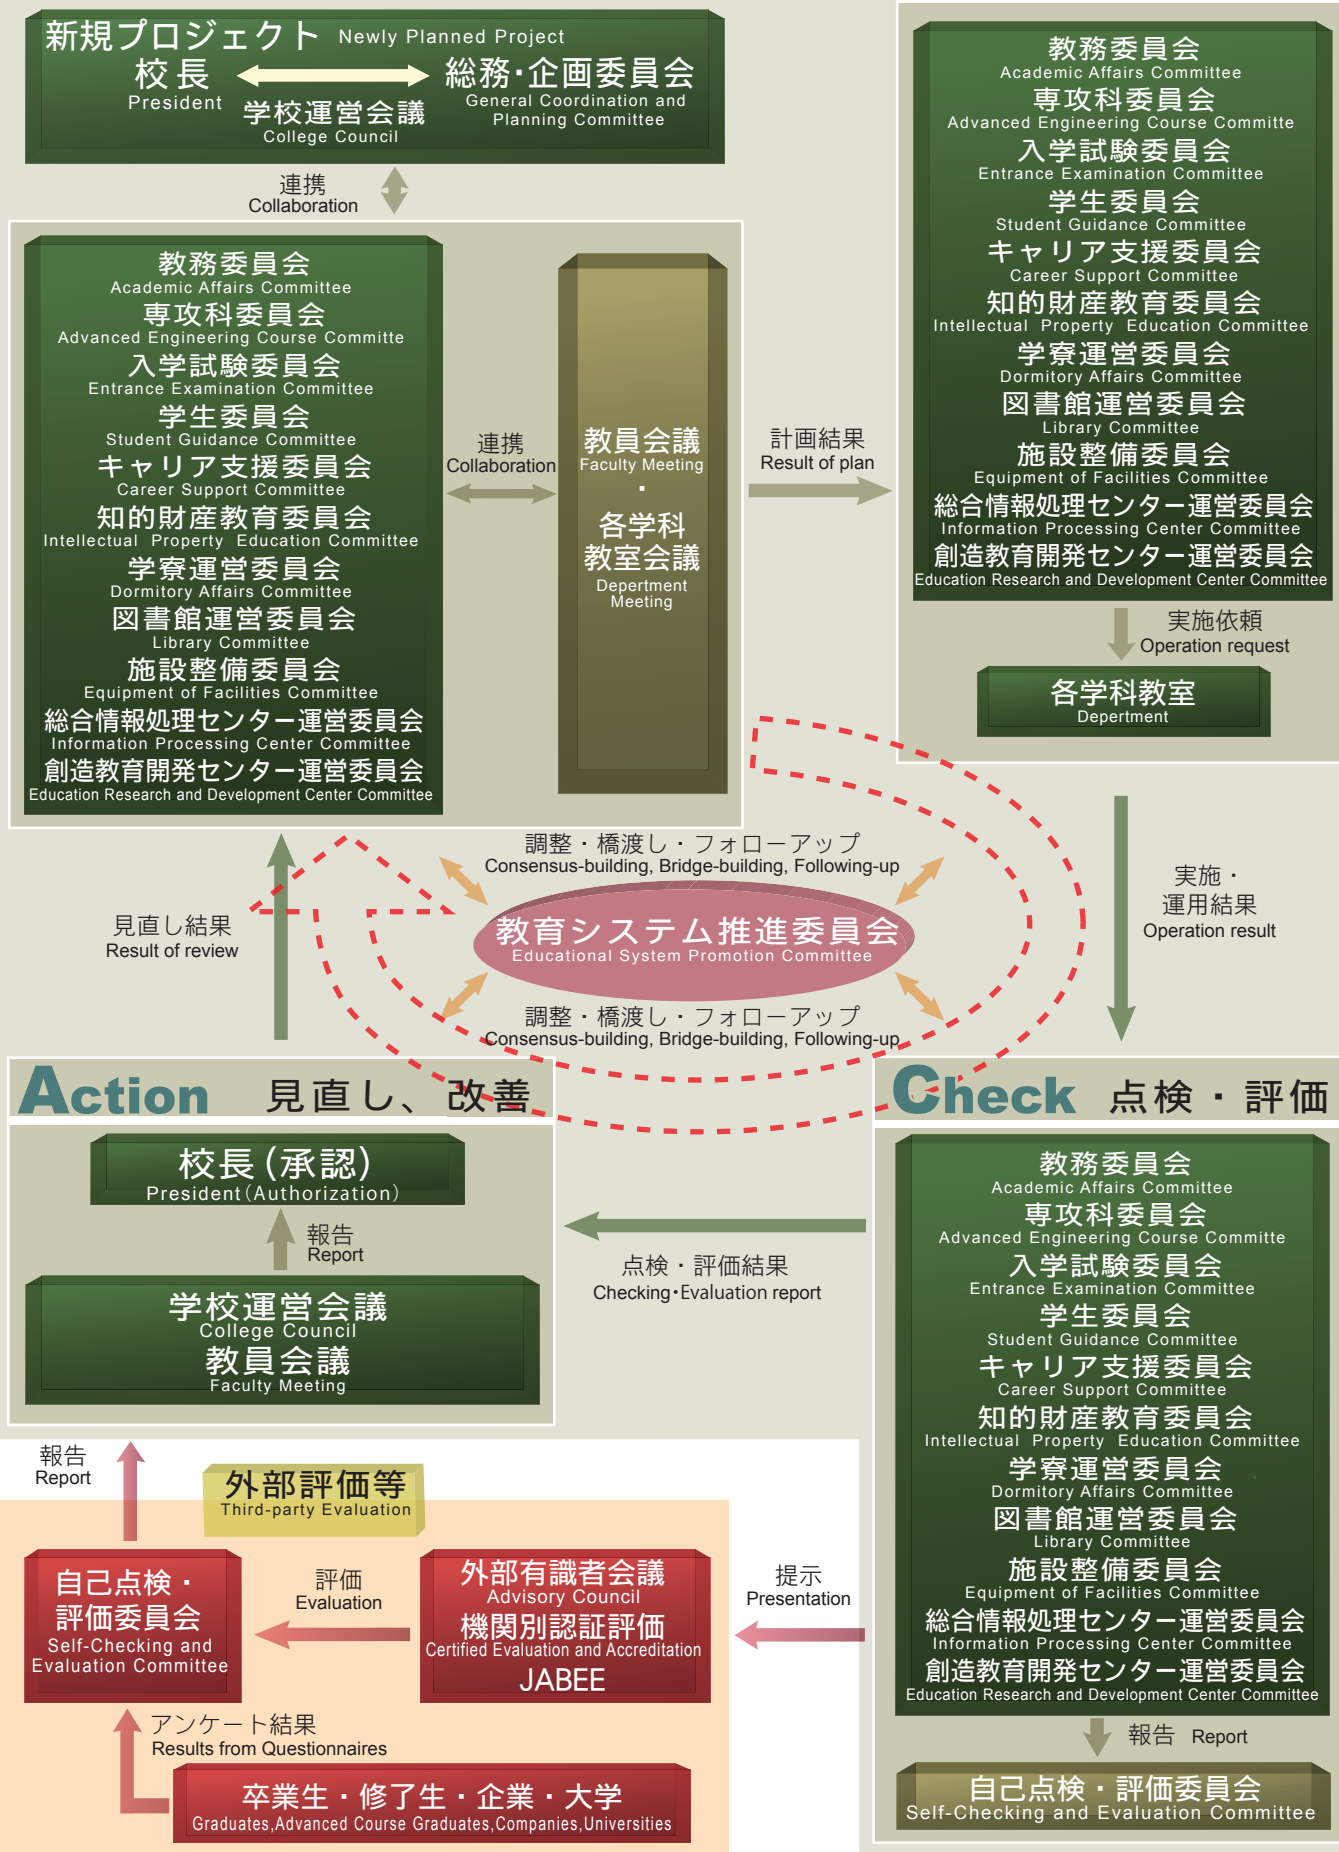 新規プロジェクト Newly Planned Project
校長
President
総務・企画委員会
General Coordination and
Planning Committee
学校運営会議
College Council
連携
Collaboration
教務委員会
Academic Affairs Committee
専攻科委員会
Advanced Engineering Course Committe
入学試験委員会
Entrance Examination Committee
学生委員会
Student Guidance Committee
キャリア支援委員会
Career Support Committee
知的財産教育委員会
Intellectual Property Education Committee
学寮運営委員会
Dormitory Affairs Committee
図書館運営委員会
Library Committee
施設整備委員会
Equipment of Facilities Committee
総合情報処理センター運営委員会
Information Processing Center Committee
創造教育開発センター運営委員会
Education Research and Development Center Committee
連携
Collaboration
教員会議
Faculty Meeting
・
各学科
教室会議
Depertment
Meeting
計画結果
Result of plan
教務委員会
Academic Affairs Committee
専攻科委員会
Advanced Engineering Course Committe
入学試験委員会
Entrance Examination Committee
学生委員会
Student Guidance Committee
キャリア支援委員会
Career Support Committee
知的財産教育委員会
Intellectual Property Education Committee
学寮運営委員会
Dormitory Affairs Committee
図書館運営委員会
Library Committee
施設整備委員会
Equipment of Facilities Committee
総合情報処理センター運営委員会
Information Processing Center Committee
創造教育開発センター運営委員会
Education Research and Development Center Committee
実施依頼
Operation request
各学科教室
Depertment
実施・
運用結果
Operation result
調整・橋渡し・フォローアップ
Consensus-building, Bridge-building, Following-up
教育システム推進委員会
Educational System Promotion Committee
調整・橋渡し・フォローアップ
Consensus-building, Bridge-building, Following-up
見直し結果
Result of review
Action 見直し、改善
校長(承認)
President(Authorization)
報告
Report
学校運営会議
College Council
教員会議
Faculty Meeting
点検・評価結果
Checking・Evaluation report
Check 点検・評価
教務委員会
Academic Affairs Committee
専攻科委員会
Advanced Engineering Course Committe
入学試験委員会
Entrance Examination Committee
学生委員会
Student Guidance Committee
キャリア支援委員会
Career Support Committee
知的財産教育委員会
Intellectual Property Education Committee
学寮運営委員会
Dormitory Affairs Committee
図書館運営委員会
Library Committee
施設整備委員会
Equipment of Facilities Committee
総合情報処理センター運営委員会
Information Processing Center Committee
創造教育開発センター運営委員会
Education Research and Development Center Committee
報告 Report
自己点検・評価委員会
Self-Checking and Evaluation Committee
報告
Report
外部評価等
Third-party Evaluation
自己点検・
評価委員会
Self-Checking and
Evaluation Committee
評価
Evaluation
外部有識者会議
Advisory Council
機関別認証評価
Certified Evaluation and Accreditation
JABEE
提示
Presentation
アンケート結果
Results from Questionnaires
卒業生・修了生・企業・大学
Graduates,Advanced Course Graduates,Companies,Universities